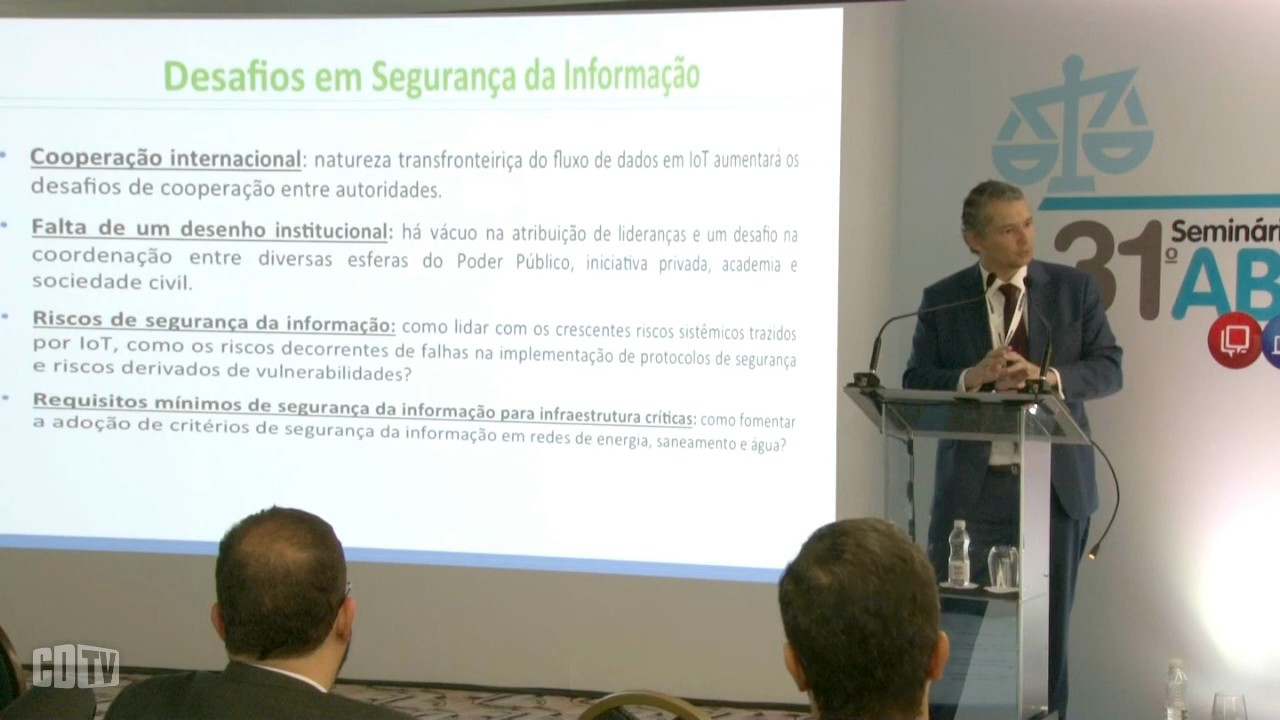 Desafios em Segurança da Informação
• Cooperação internacional: natureza transfronteiriça do fluxo de dados em IoT aumentará os
desafios de cooperação entre autoridades.
• Falta de um desenho institucional: há vácuo na atribuição de lideranças e um desafio na
coordenação entre diversas esferas do Poder Público, iniciativa privada, academia e
sociedade civil.
• Riscos de segurança da informação: como lidar com os crescentes riscos sistêmicos trazidos
por IoT, como os riscos decorrentes de falhas na implementação de protocolos de segurança
e riscos derivados de vulnerabilidades?
• Requisitos mínimos de segurança da informação para infraestrutura críticas: como fomentar
a adoção de critérios de segurança da informação em redes de energia, saneamento e água?
31º Seminári
AB
CDTV